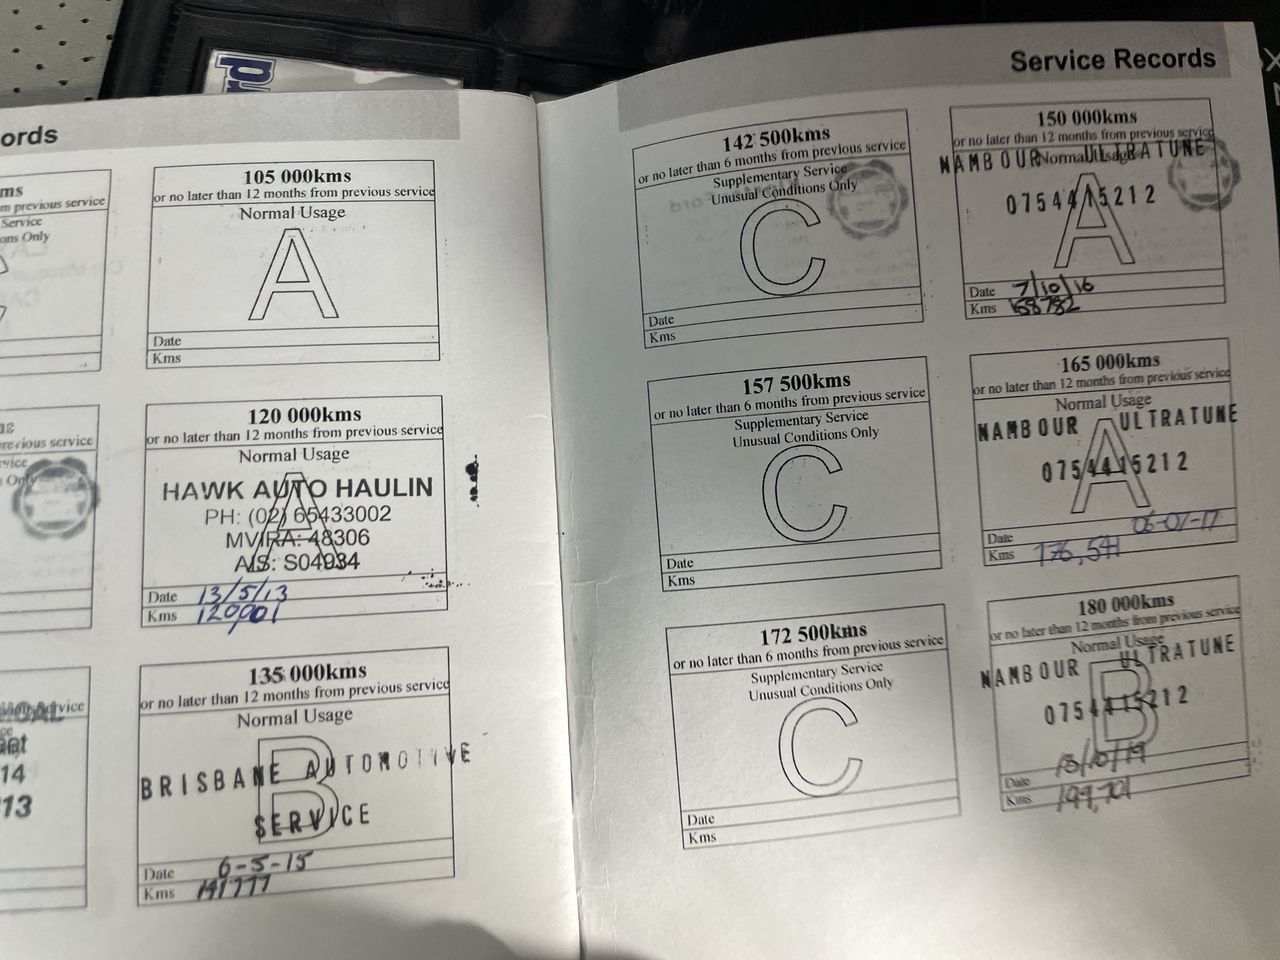 ords
ms
m previous service
Service
ons Only
previous service
vice
14
13
105 000kms
or no later than 12 months from previous service
Normal Usage
A
Date
Kms
120 000kms
or no later than 12 months from previous service
Normal Usage
A
HAWK AUTO HAULIN
PH: (02) 65433002
MVIRA: 48306
AIS: S04934
Date 13/5/13
Kms 120,001
135 000kms
or no later than 12 months from previous service
Normal Usage
B
BRISBANE AUTOMOTIVE
SERVICE
Date 6-5-15
Kms 141777
Service Records
142 500kms
or no later than 6 months from previous service
Supplementary Service
Unusual Conditions Only
C
Date
Kms
150 000kms
or no later than 12 months from previous service
Normal Usage
NAMBOUR ULTRATUNE
A
0754415212
Date 7/10/16
Kms 168782
157 500kms
or no later than 6 months from previous service
Supplementary Service
Unusual Conditions Only
C
Date
Kms
165 000kms
or no later than 12 months from previous service
Normal Usage
NAMBOUR ULTRATUNE
A
0754415212
Date 06-07-17
Kms 176,541
172 500kms
or no later than 6 months from previous service
Supplementary Service
Unusual Conditions Only
C
Date
Kms
180 000kms
or no later than 12 months from previous service
Normal Usage
NAMBOUR ULTRATUNE
B
0754415212
Date
Kms 199,701